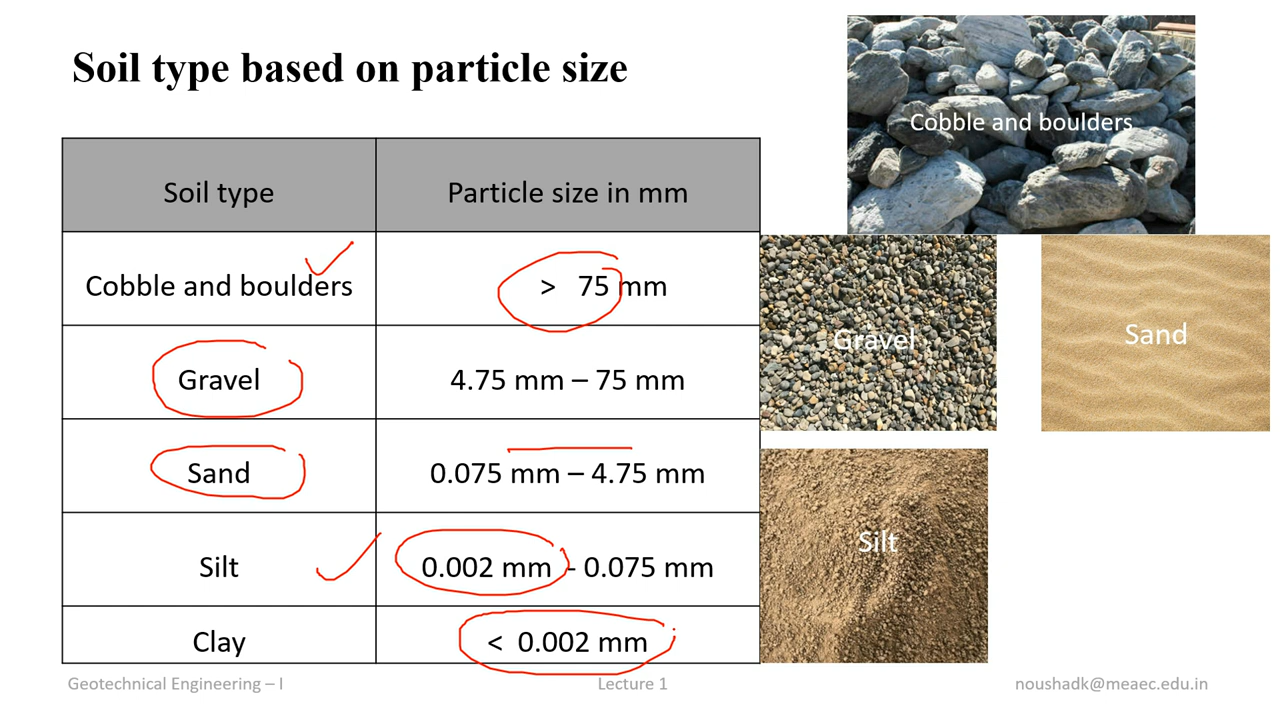 Soil type based on particle size
Cobble and boulders
Soil type
Particle size in mm
Cobble and boulders
> 75 mm
Gravel
4.75 mm – 75 mm
Sand
0.075 mm – 4.75 mm
Silt
0.002 mm - 0.075 mm
Clay
< 0.002 mm
Gravel
Sand
Silt
Geotechnical Engineering – I
Lecture 1
noushadk@meaec.edu.in